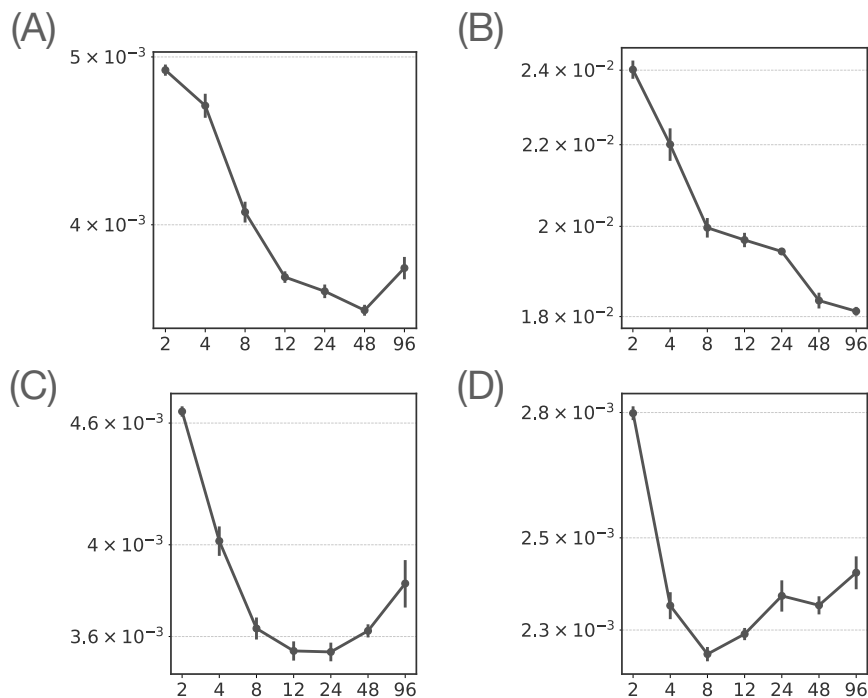 (A)
5 × 10⁻³
4 × 10⁻³
2 4 8 12 24 48 96
(B)
2.4 × 10⁻²
2.2 × 10⁻²
2 × 10⁻²
1.8 × 10⁻²
2 4 8 12 24 48 96
(C)
4.6 × 10⁻³
4 × 10⁻³
3.6 × 10⁻³
2 4 8 12 24 48 96
(D)
2.8 × 10⁻³
2.5 × 10⁻³
2.3 × 10⁻³
2 4 8 12 24 48 96